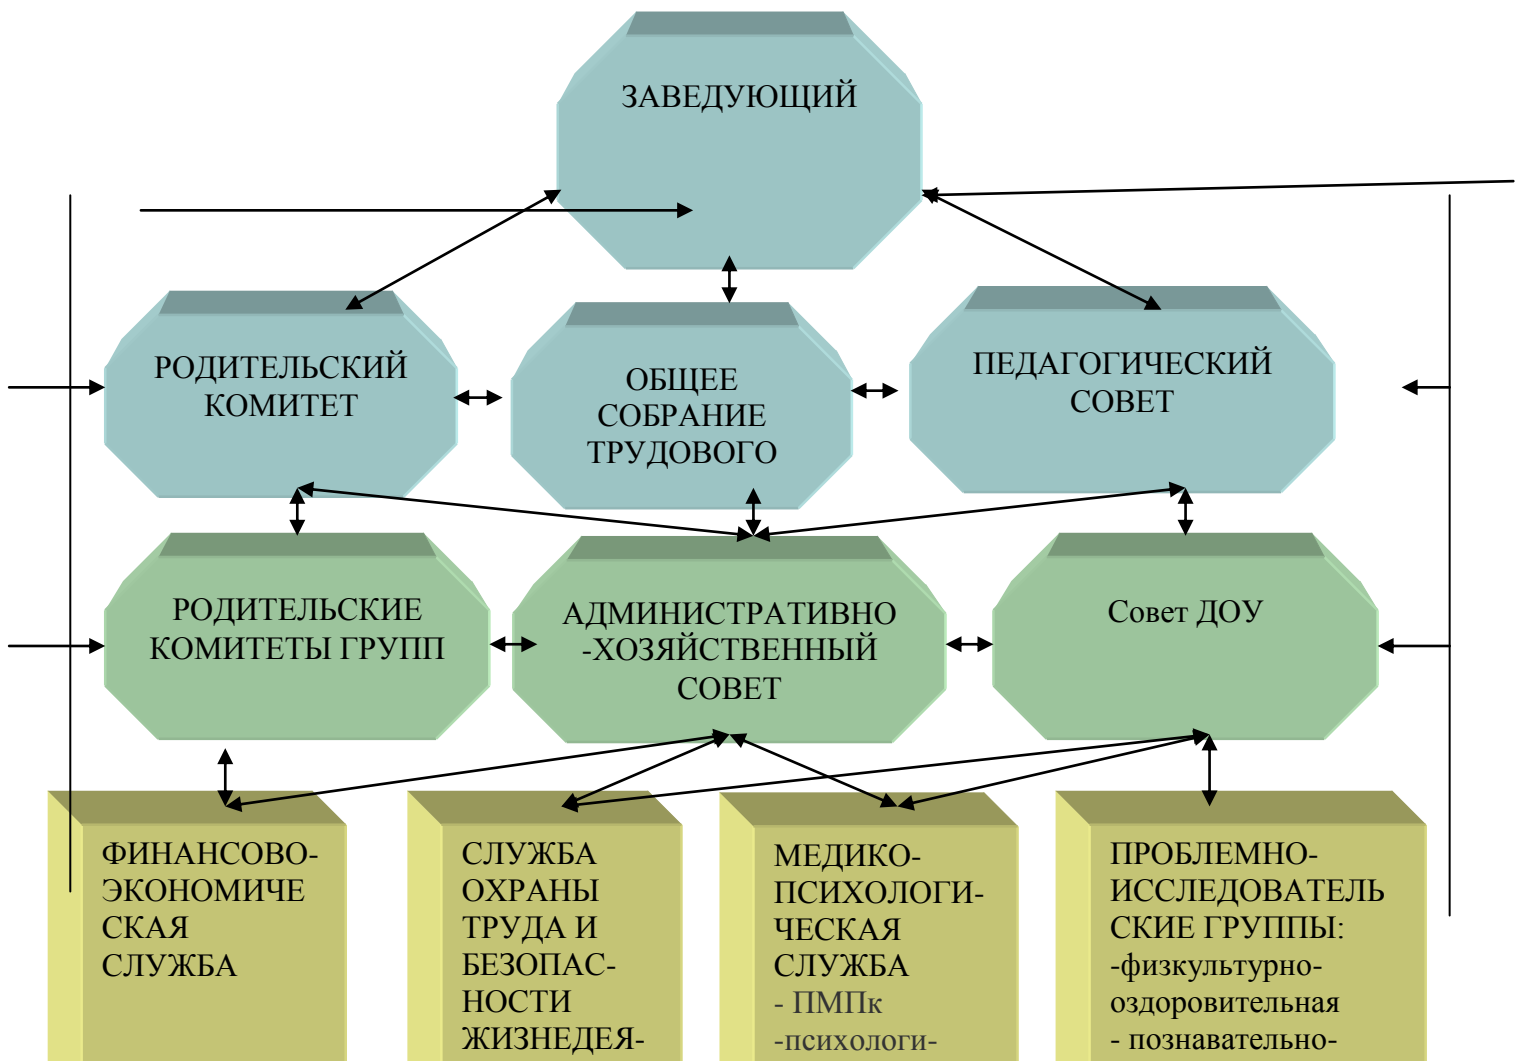 ЗАВЕДУЮЩИЙ
РОДИТЕЛЬСКИЙ
КОМИТЕТ
ОБЩЕЕ
СОБРАНИЕ
ТРУДОВОГО
ПЕДАГОГИЧЕСКИЙ
СОВЕТ
РОДИТЕЛЬСКИЕ
КОМИТЕТЫ ГРУПП
АДМИНИСТРАТИВНО
-ХОЗЯЙСТВЕННЫЙ
СОВЕТ
Совет ДОУ
ФИНАНСОВО-
ЭКОНОМИЧЕ
СКАЯ
СЛУЖБА
СЛУЖБА
ОХРАНЫ
ТРУДА И
БЕЗОПАС-
НОСТИ
ЖИЗНЕДЕЯ-
МЕДИКО-
ПСИХОЛОГИ-
ЧЕСКАЯ
СЛУЖБА
- ПМПк
-психологи-
ПРОБЛЕМНО-
ИССЛЕДОВАТЕЛЬ
СКИЕ ГРУППЫ:
-физкультурно-
оздоровительная
- познавательно-